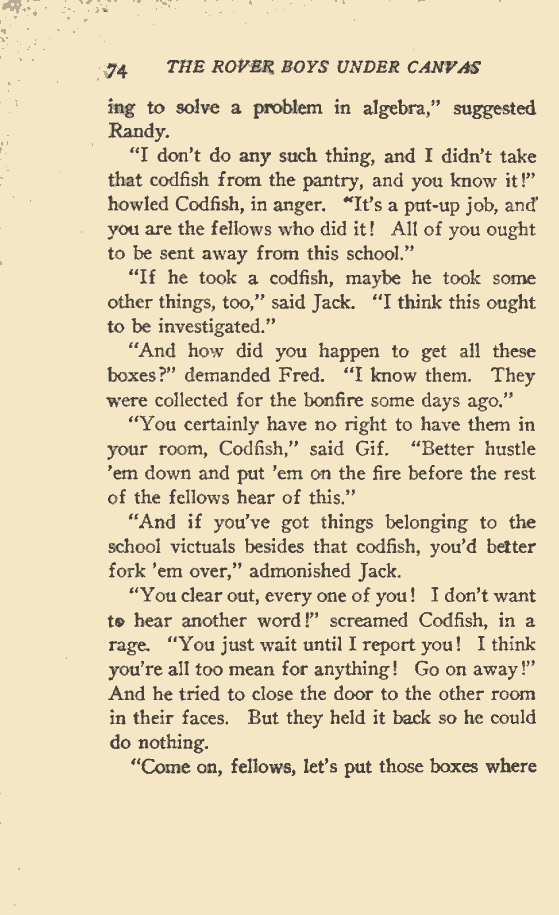 74 THE ROVER BOYS UNDER CANVAS
ing to solve a problem in algebra,” suggested
Randy.
“I don't do any such thing, and I didn't take
that codfish from the pantry, and you know it!”
howled Codfish, in anger. “It's a put-up job, and
you are the fellows who did it! All of you ought
to be sent away from this school.”
“If he took a codfish, maybe he took some
other things, too,” said Jack. “I think this ought
to be investigated.”
“And how did you happen to get all these
boxes?” demanded Fred. “I know them. They
were collected for the bonfire some days ago.”
“You certainly have no right to have them in
your room, Codfish,” said Gif. “Better hustle
'em down and put 'em on the fire before the rest
of the fellows hear of this.”
“And if you've got things belonging to the
school victuals besides that codfish, you'd better
fork 'em over,” admonished Jack.
“You clear out, every one of you! I don't want
to hear another word!” screamed Codfish, in a
rage. “You just wait until I report you! I think
you're all too mean for anything! Go on away!”
And he tried to close the door to the other room
in their faces. But they held it back so he could
do nothing.
“Come on, fellows, let's put those boxes where